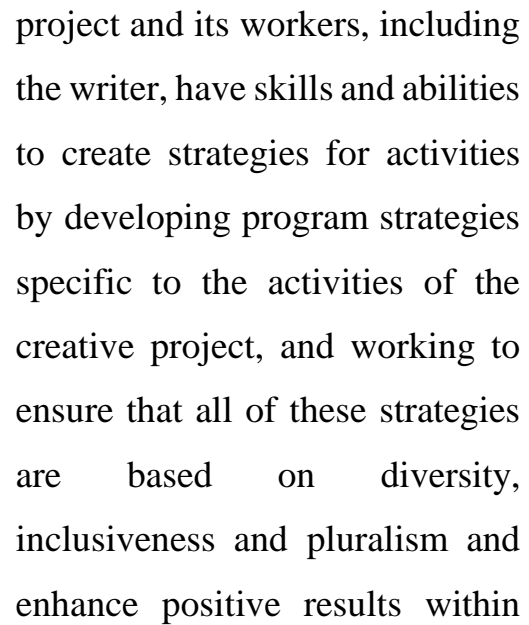 project and its workers, including
the writer, have skills and abilities
to create strategies for activities
by developing program strategies
specific to the activities of the
creative project, and working to
ensure that all of these strategies
are based on diversity,
inclusiveness and pluralism and
enhance positive results within